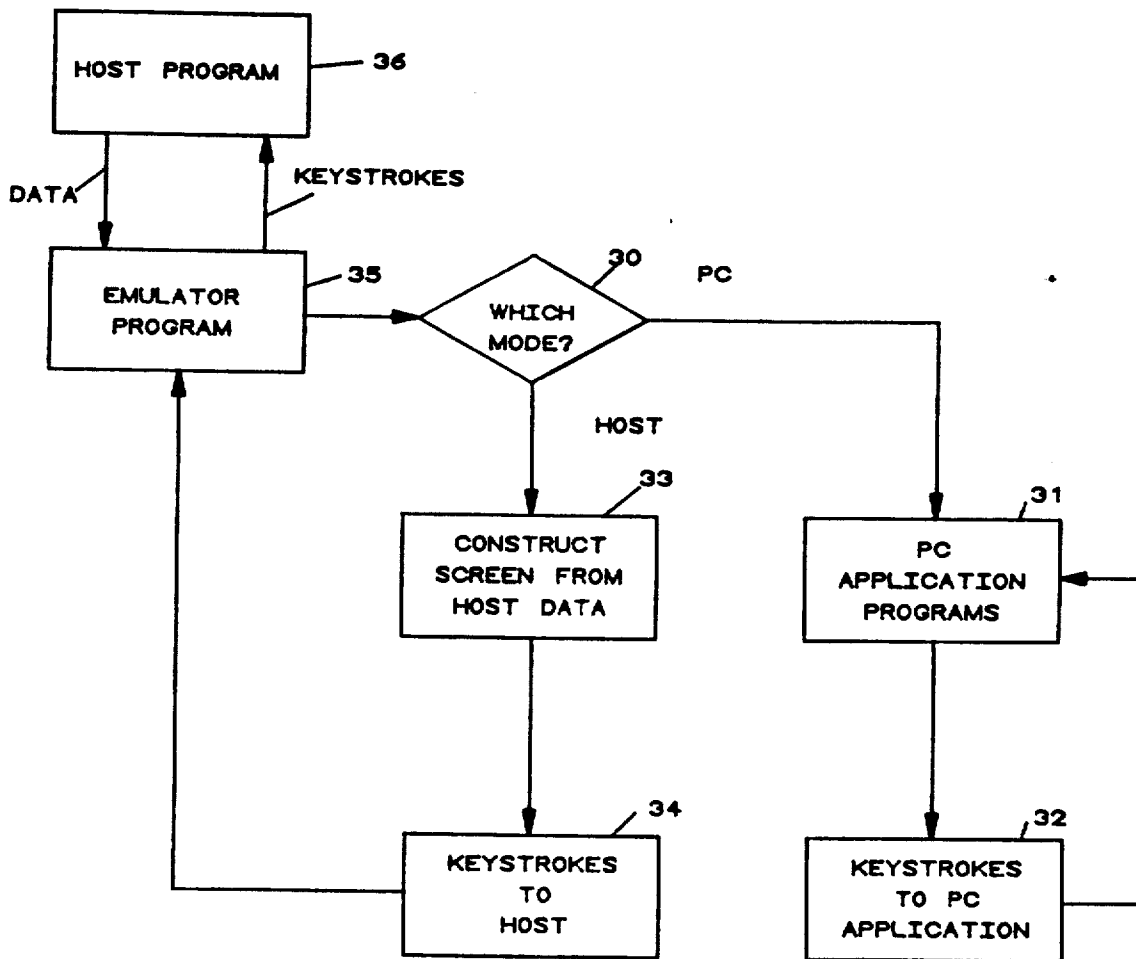 HOST PROGRAM
36
DATA
KEYSTROKES
EMULATOR
PROGRAM
35
WHICH
MODE?
30
PC
HOST
33
CONSTRUCT
SCREEN FROM
HOST DATA
31
PC
APPLICATION
PROGRAMS
34
KEYSTROKES
TO
HOST
32
KEYSTROKES
TO PC
APPLICATION